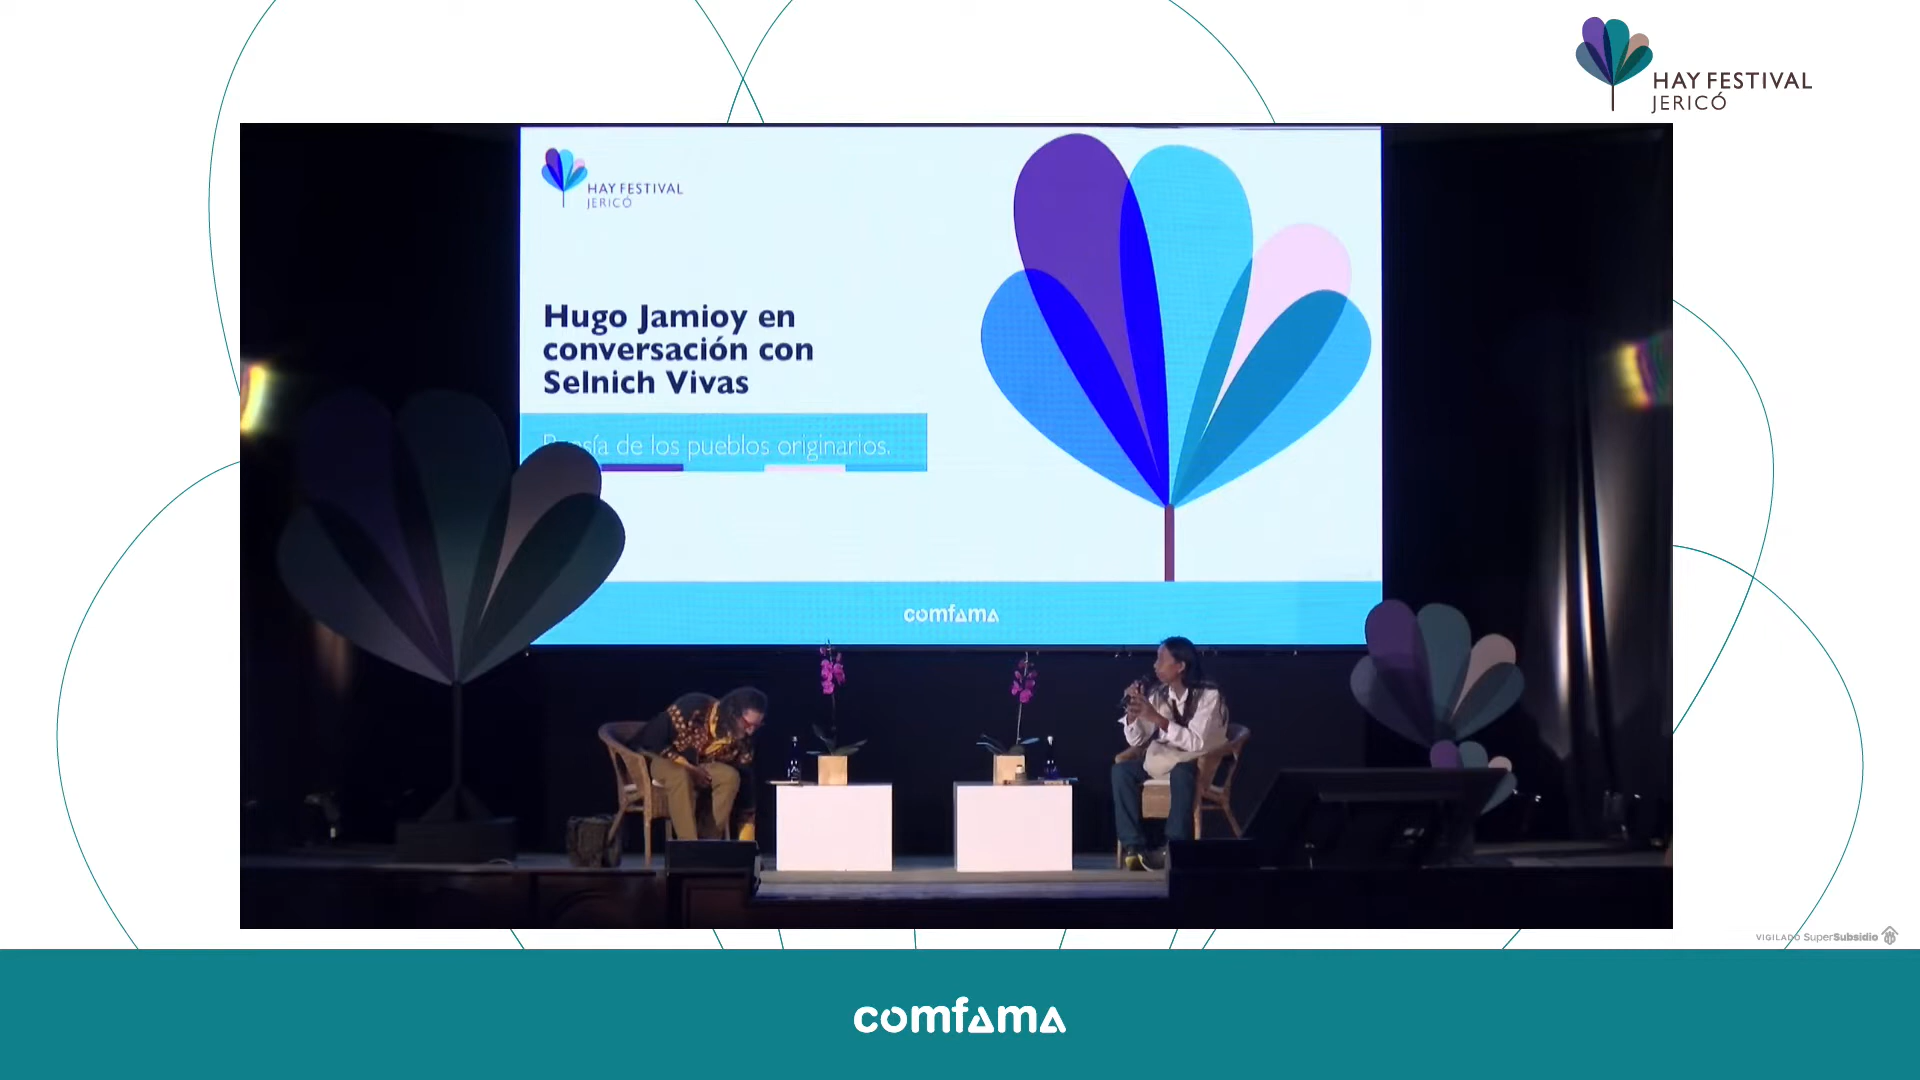 HAY FESTIVAL
JERICÓ
HAY FESTIVAL
JERICÓ
Hugo Jamioy en
conversación con
Selnich Vivas
Poesía de los pueblos originarios.
comfama
VIGILADO SuperSubsidio
comfama